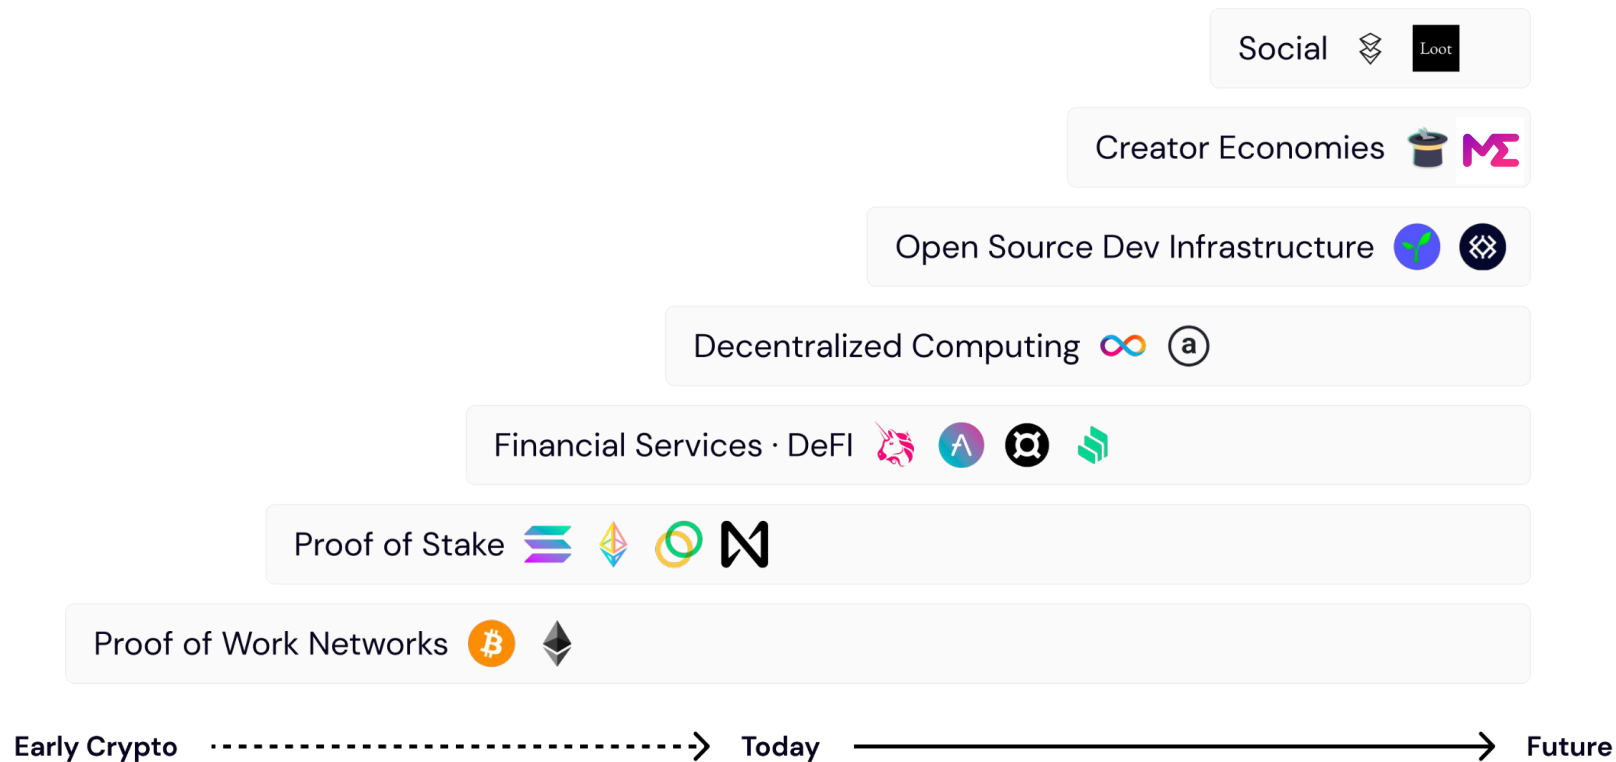 Social
Loot
Creator Economies
Open Source Dev Infrastructure
Decentralized Computing
a
Financial Services · DeFI
Proof of Stake
Proof of Work Networks
Early Crypto
Today
Future